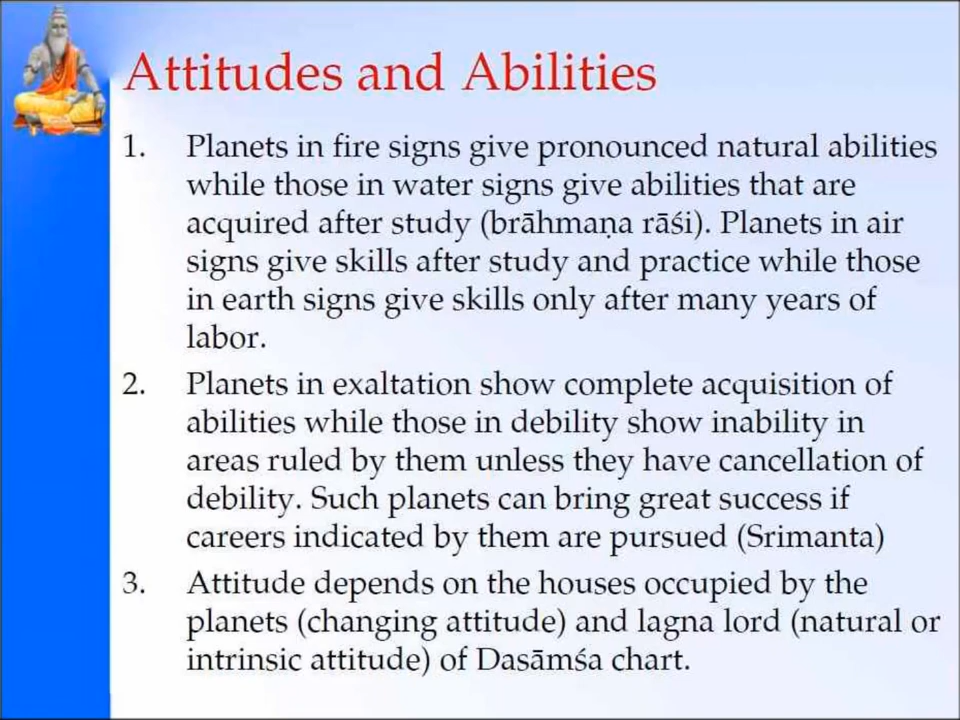 Attitudes and Abilities
1. Planets in fire signs give pronounced natural abilities
while those in water signs give abilities that are
acquired after study (brāhmaṇa rāśi). Planets in air
signs give skills after study and practice while those
in earth signs give skills only after many years of
labor.
2. Planets in exaltation show complete acquisition of
abilities while those in debility show inability in
areas ruled by them unless they have cancellation of
debility. Such planets can bring great success if
careers indicated by them are pursued (Srimanta)
3. Attitude depends on the houses occupied by the
planets (changing attitude) and lagna lord (natural or
intrinsic attitude) of Dasāmśa chart.